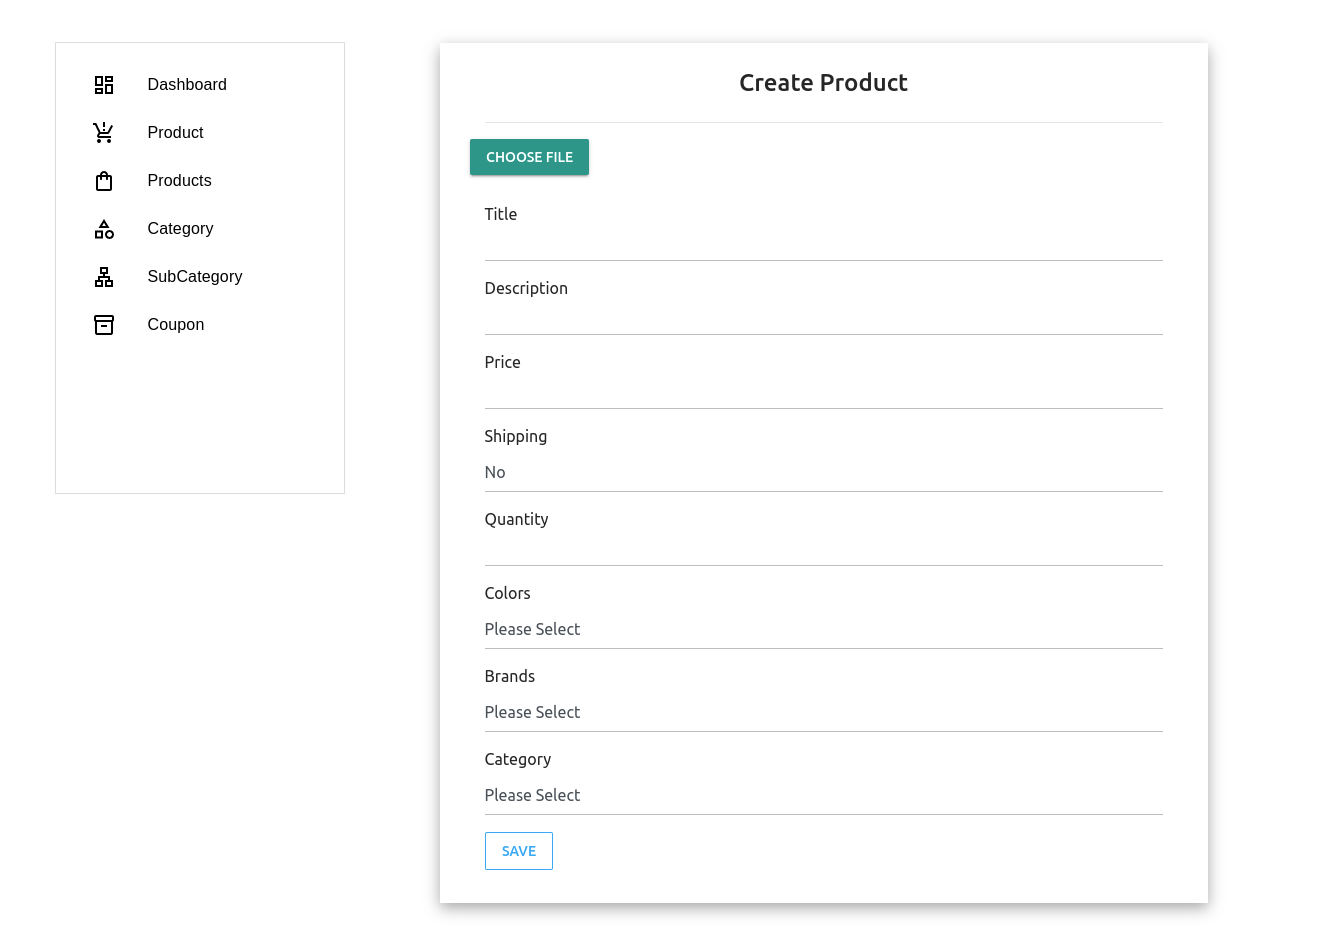 Dashboard
Product
Products
Category
SubCategory
Coupon
Create Product
CHOOSE FILE
Title
Description
Price
Shipping
No
Quantity
Colors
Please Select
Brands
Please Select
Category
Please Select
SAVE